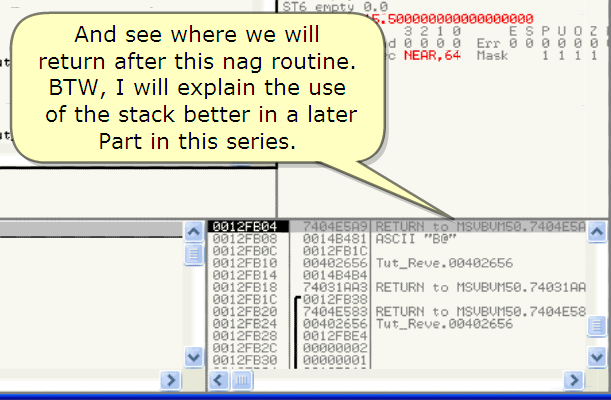 ST6 empty 0.0
5.500000000000000000
3 2 1 0 E S P U O Z
d 0 0 0 0 Err 0 0 0 0 0 0
c NEAR,64 Mask 1 1 1 1
And see where we will
return after this nag routine.
BTW, I will explain the use
of the stack better in a later
Part in this series.
0012FB04 7404E5A9 RETURN to MSVBVM50.7404E5A
0012FB08 0014B481 ASCII "B@"
0012FB0C 0012FB1C
0012FB10 00402656 Tut_Reve.00402656
0012FB14 0014B4B4
0012FB18 74031AA3 RETURN to MSVBVM50.74031AA
0012FB1C 0012FB38
0012FB20 7404E583 RETURN to MSVBVM50.7404E58
0012FB24 00402656 Tut_Reve.00402656
0012FB28 0012FBE4
0012FB2C 00000002
0012FB30 00000001